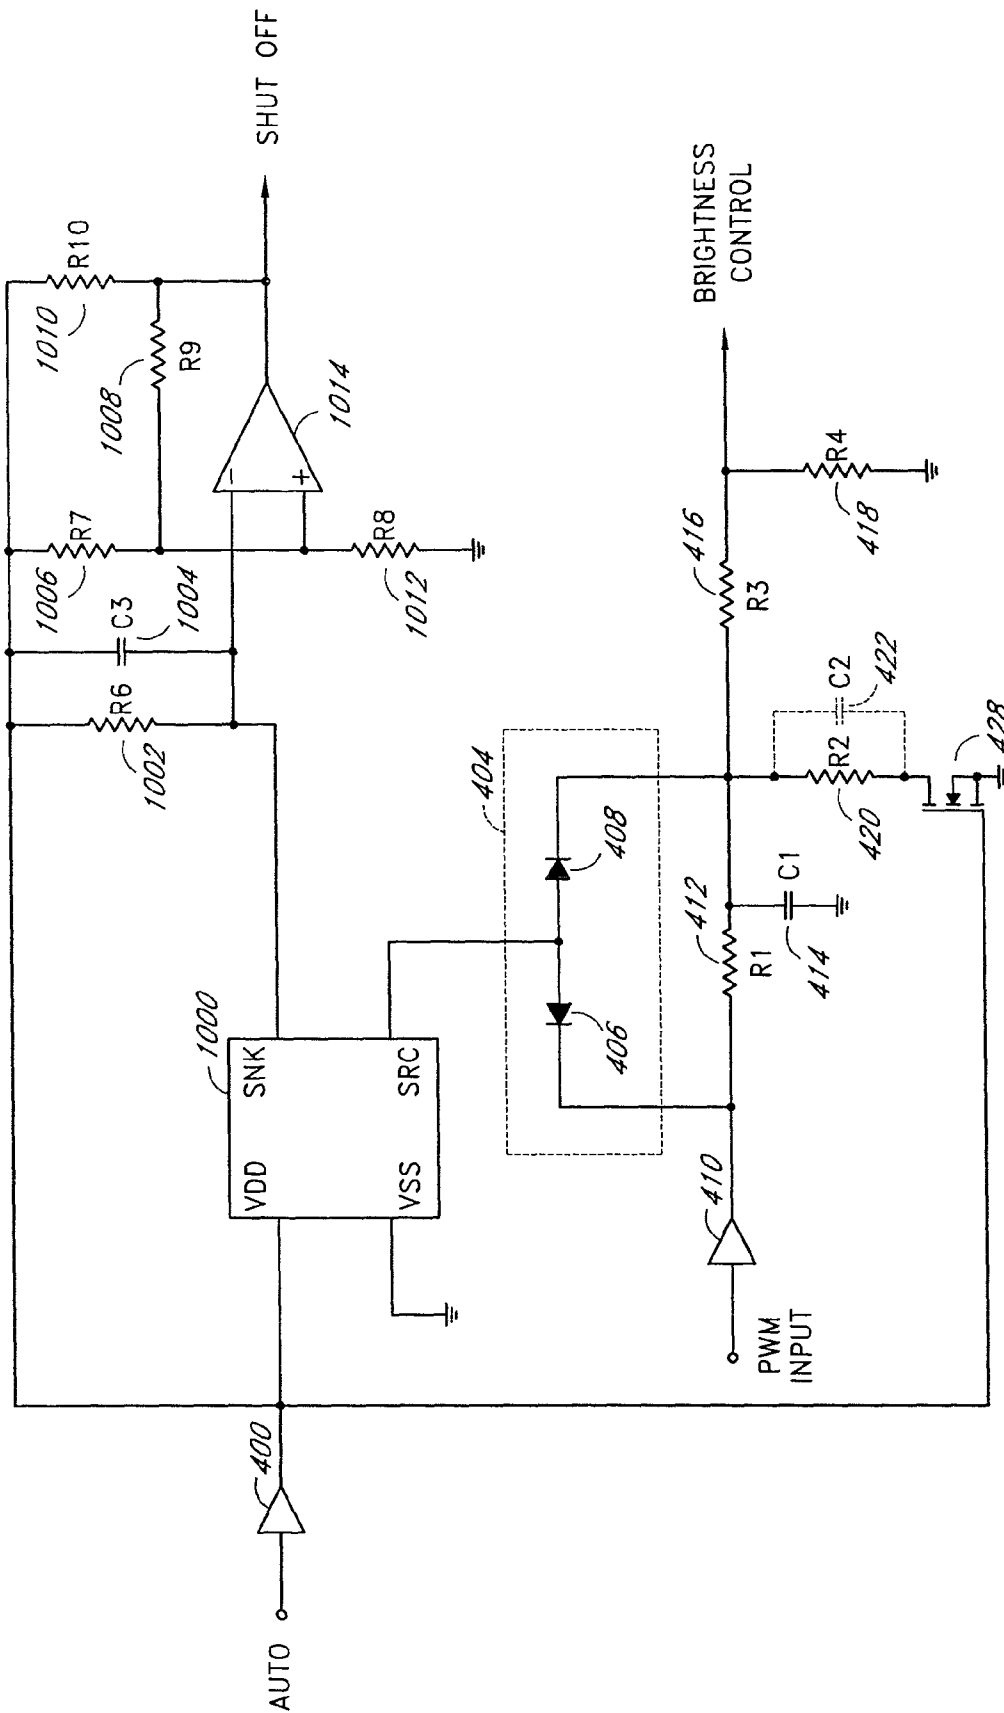 AUTO
400
1002
R6
C3
1004
1006
R7
1008
R9
1010
R10
SHUT OFF
−
+
1014
R8
1012
1000
VDD
SNK
VSS
SRC
404
406
408
PWM
INPUT
410
412
R1
C1
414
416
R3
BRIGHTNESS
CONTROL
R4
418
R2
420
C2
422
428